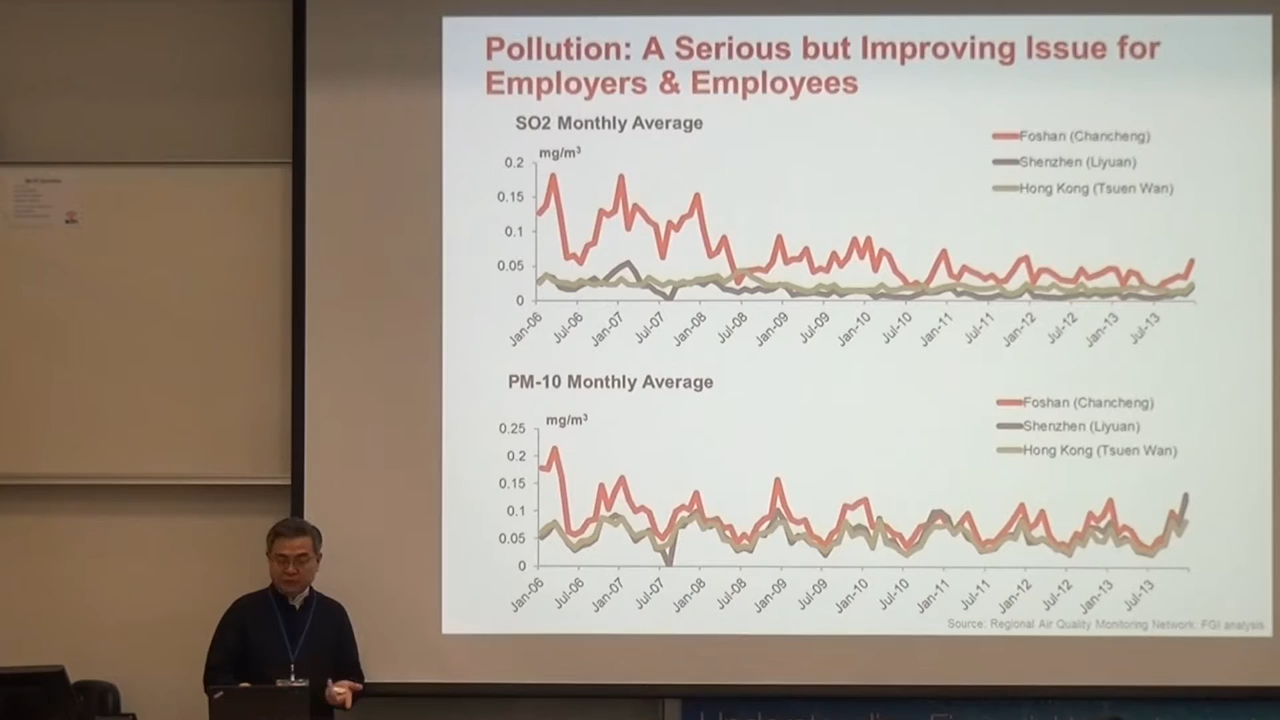 Pollution: A Serious but Improving Issue for
Employers & Employees
SO2 Monthly Average
mg/m³
Foshan (Chancheng)
Shenzhen (Liyuan)
Hong Kong (Tsuen Wan)
0.2
0.15
0.1
0.05
0
Jan-06 Jul-06 Jan-07 Jul-07 Jan-08 Jul-08 Jan-09 Jul-09 Jan-10 Jul-10 Jan-11 Jul-11 Jan-12 Jul-12 Jan-13 Jul-13
PM-10 Monthly Average
mg/m³
Foshan (Chancheng)
Shenzhen (Liyuan)
Hong Kong (Tsuen Wan)
0.25
0.2
0.15
0.1
0.05
0
Jan-06 Jul-06 Jan-07 Jul-07 Jan-08 Jul-08 Jan-09 Jul-09 Jan-10 Jul-10 Jan-11 Jul-11 Jan-12 Jul-12 Jan-13 Jul-13
Source: Regional Air Quality Monitoring Network; FGI analysis